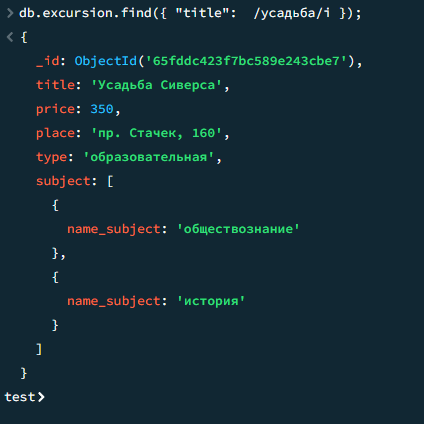 > db.excursion.find({ "title":  /усадьба/i });
< {
  _id: ObjectId('65fddc423f7bc589e243cbe7'),
  title: 'Усадьба Сиверса',
  price: 350,
  place: 'пр. Стачек, 160',
  type: 'образовательная',
  subject: [
    {
      name_subject: 'обществознание'
    },
    {
      name_subject: 'история'
    }
  ]
}
test>